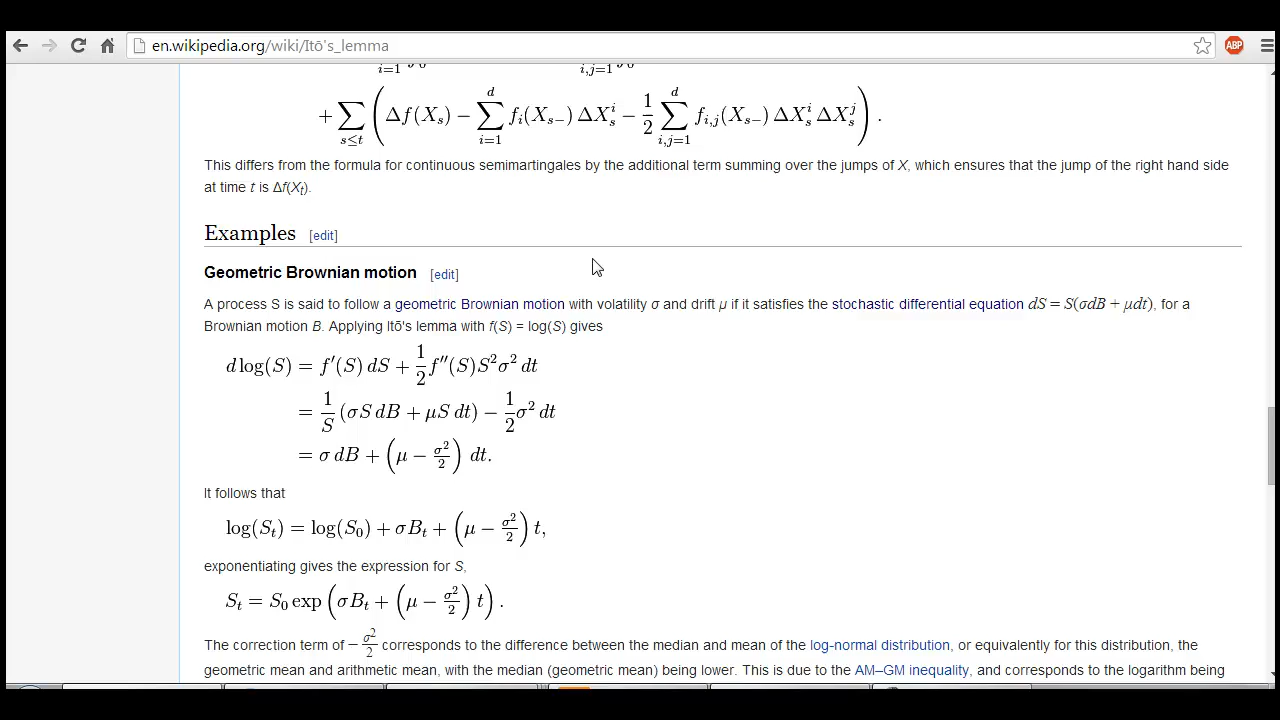 en.wikipedia.org/wiki/Itō's_lemma
ABP
i=1
i,j=1
+ ∑_{s≤t} ( Δf(X_s) − ∑_{i=1}^{d} f_i(X_{s−}) ΔX_s^i − 1/2 ∑_{i,j=1}^{d} f_{i,j}(X_{s−}) ΔX_s^i ΔX_s^j ) .
This differs from the formula for continuous semimartingales by the additional term summing over the jumps of X, which ensures that the jump of the right hand side
at time t is Δf(X_t).
Examples [edit]
Geometric Brownian motion [edit]
A process S is said to follow a geometric Brownian motion with volatility σ and drift μ if it satisfies the stochastic differential equation dS = S(σdB + μdt), for a
Brownian motion B. Applying Itō's lemma with f(S) = log(S) gives
d log(S) = f′(S) dS + 1/2 f″(S)S² σ² dt
= 1/S (σS dB + μS dt) − 1/2 σ² dt
= σ dB + ( μ − σ²/2 ) dt.
It follows that
log(S_t) = log(S_0) + σB_t + ( μ − σ²/2 ) t,
exponentiating gives the expression for S,
S_t = S_0 exp ( σB_t + ( μ − σ²/2 ) t ) .
The correction term of − σ²/2 corresponds to the difference between the median and mean of the log-normal distribution, or equivalently for this distribution, the
geometric mean and arithmetic mean, with the median (geometric mean) being lower. This is due to the AM–GM inequality, and corresponds to the logarithm being